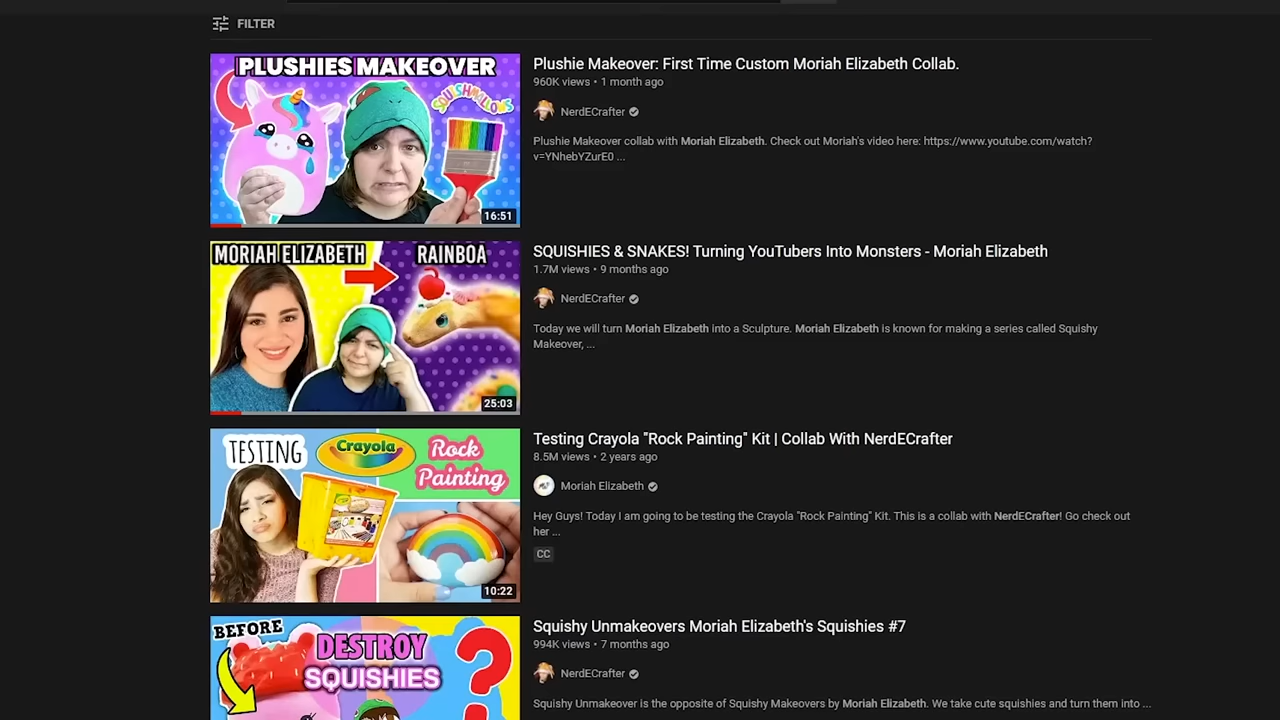 FILTER
PLUSHIES MAKEOVER
SQUISHMALLOWS
16:51
Plushie Makeover: First Time Custom Moriah Elizabeth Collab.
960K views • 1 month ago
NerdECrafter
Plushie Makeover collab with Moriah Elizabeth. Check out Moriah's video here: https://www.youtube.com/watch?
v=YNhebYZurE0 ...
MORIAH ELIZABETH
RAINBOA
25:03
SQUISHIES & SNAKES! Turning YouTubers Into Monsters - Moriah Elizabeth
1.7M views • 9 months ago
NerdECrafter
Today we will turn Moriah Elizabeth into a Sculpture. Moriah Elizabeth is known for making a series called Squishy
Makeover, ...
TESTING
Crayola
Rock
Painting
10:22
Testing Crayola "Rock Painting" Kit | Collab With NerdECrafter
8.5M views • 2 years ago
Moriah Elizabeth
Hey Guys! Today I am going to be testing the Crayola "Rock Painting" Kit. This is a collab with NerdECrafter! Go check out
her ...
CC
BEFORE
DESTROY
SQUISHIES
?
Squishy Unmakeovers Moriah Elizabeth's Squishies #7
994K views • 7 months ago
NerdECrafter
Squishy Unmakeover is the opposite of Squishy Makeovers by Moriah Elizabeth. We take cute squishies and turn them into ...